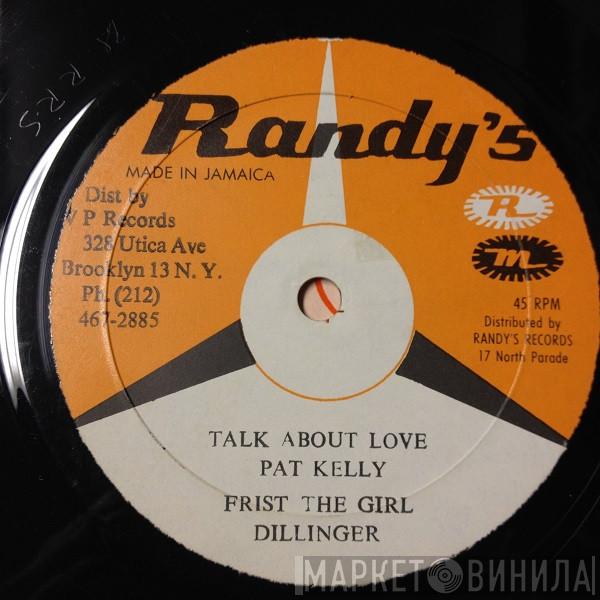 Randy's
MADE IN JAMAICA
Dist by
V P Records
328 Utica Ave
Brooklyn 13 N. Y.
Ph. (212)
467-2885
R
M
45 RPM
Distributed by
RANDY'S RECORDS
17 North Parade
TALK ABOUT LOVE
PAT KELLY
FRIST THE GIRL
DILLINGER
МАРКЕТ ВИНИЛА